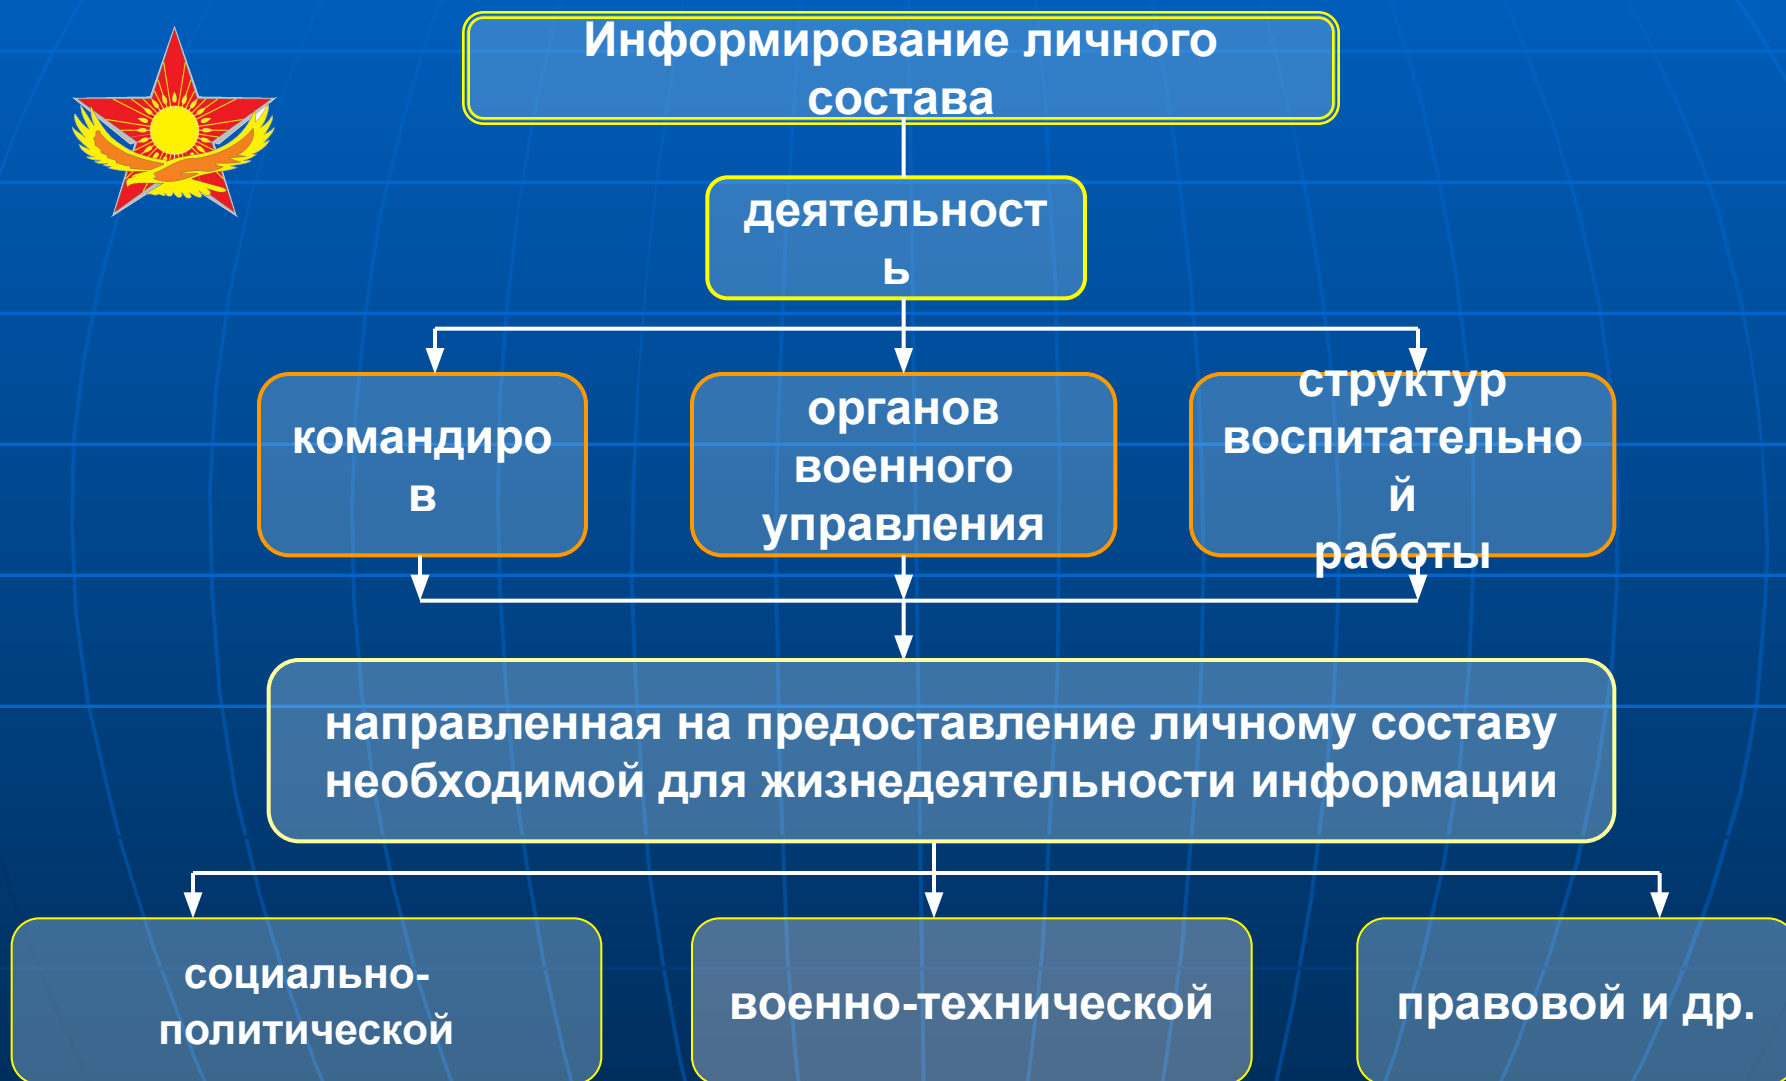 Информирование личного
состава
деятельност
ь
командиро
в
органов
военного
управления
структур
воспитательно
й
работы
направленная на предоставление личному составу
необходимой для жизнедеятельности информации
социально-
политической
военно-технической
правовой и др.